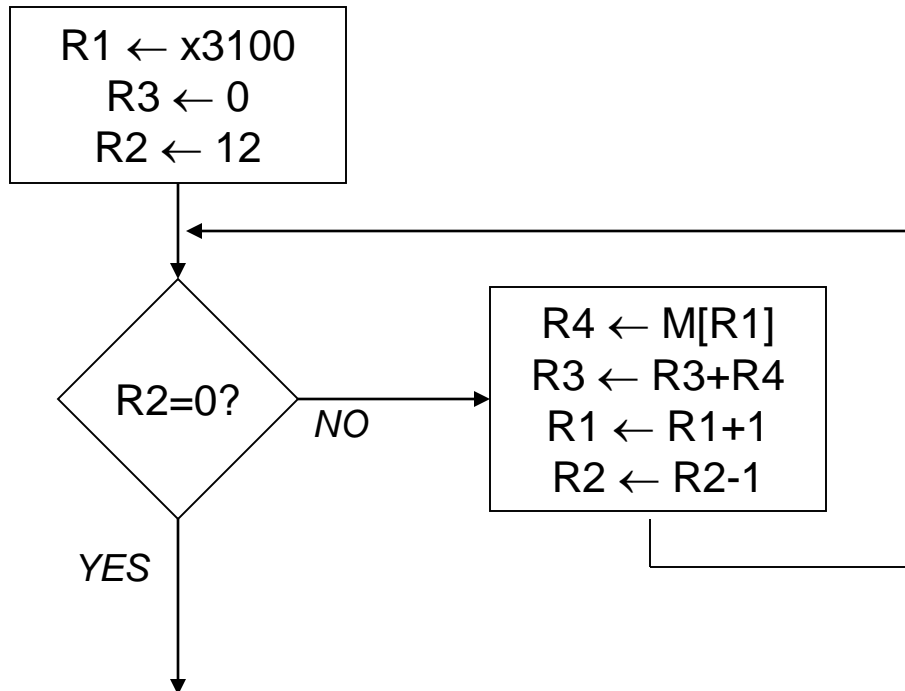 R1 ← x3100
R3 ← 0
R2 ← 12
R2=0?
NO
R4 ← M[R1]
R3 ← R3+R4
R1 ← R1+1
R2 ← R2-1
YES